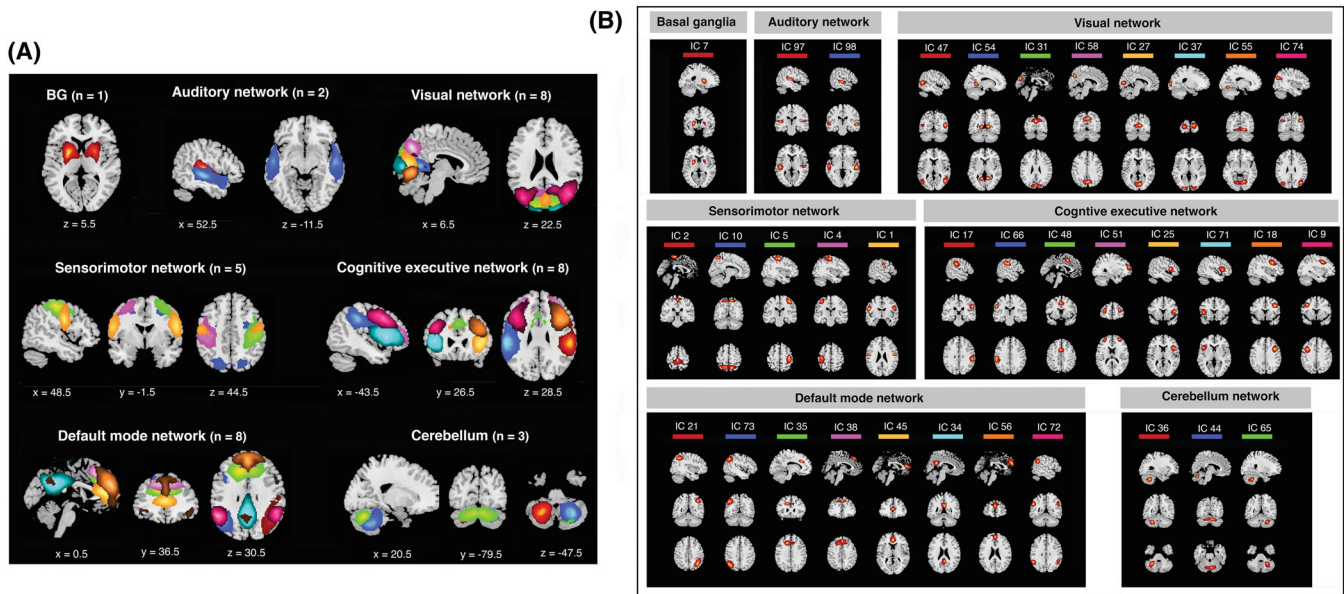 (A)
BG (n = 1)
Auditory network (n = 2)
Visual network (n = 8)
z = 5.5
x = 52.5
z = -11.5
x = 6.5
z = 22.5
Sensorimotor network (n = 5)
Cognitive executive network (n = 8)
x = 48.5
y = -1.5
z = 44.5
x = -43.5
y = 26.5
z = 28.5
Default mode network (n = 8)
Cerebellum (n = 3)
x = 0.5
y = 36.5
z = 30.5
x = 20.5
y = -79.5
z = -47.5
(B)
Basal ganglia
Auditory network
Visual network
IC 7
IC 97
IC 98
IC 47
IC 54
IC 31
IC 58
IC 27
IC 37
IC 55
IC 74
Sensorimotor network
Cogntive executive network
IC 2
IC 10
IC 5
IC 4
IC 1
IC 17
IC 66
IC 48
IC 51
IC 25
IC 71
IC 18
IC 9
Default mode network
Cerebellum network
IC 21
IC 73
IC 35
IC 38
IC 45
IC 34
IC 56
IC 72
IC 36
IC 44
IC 65